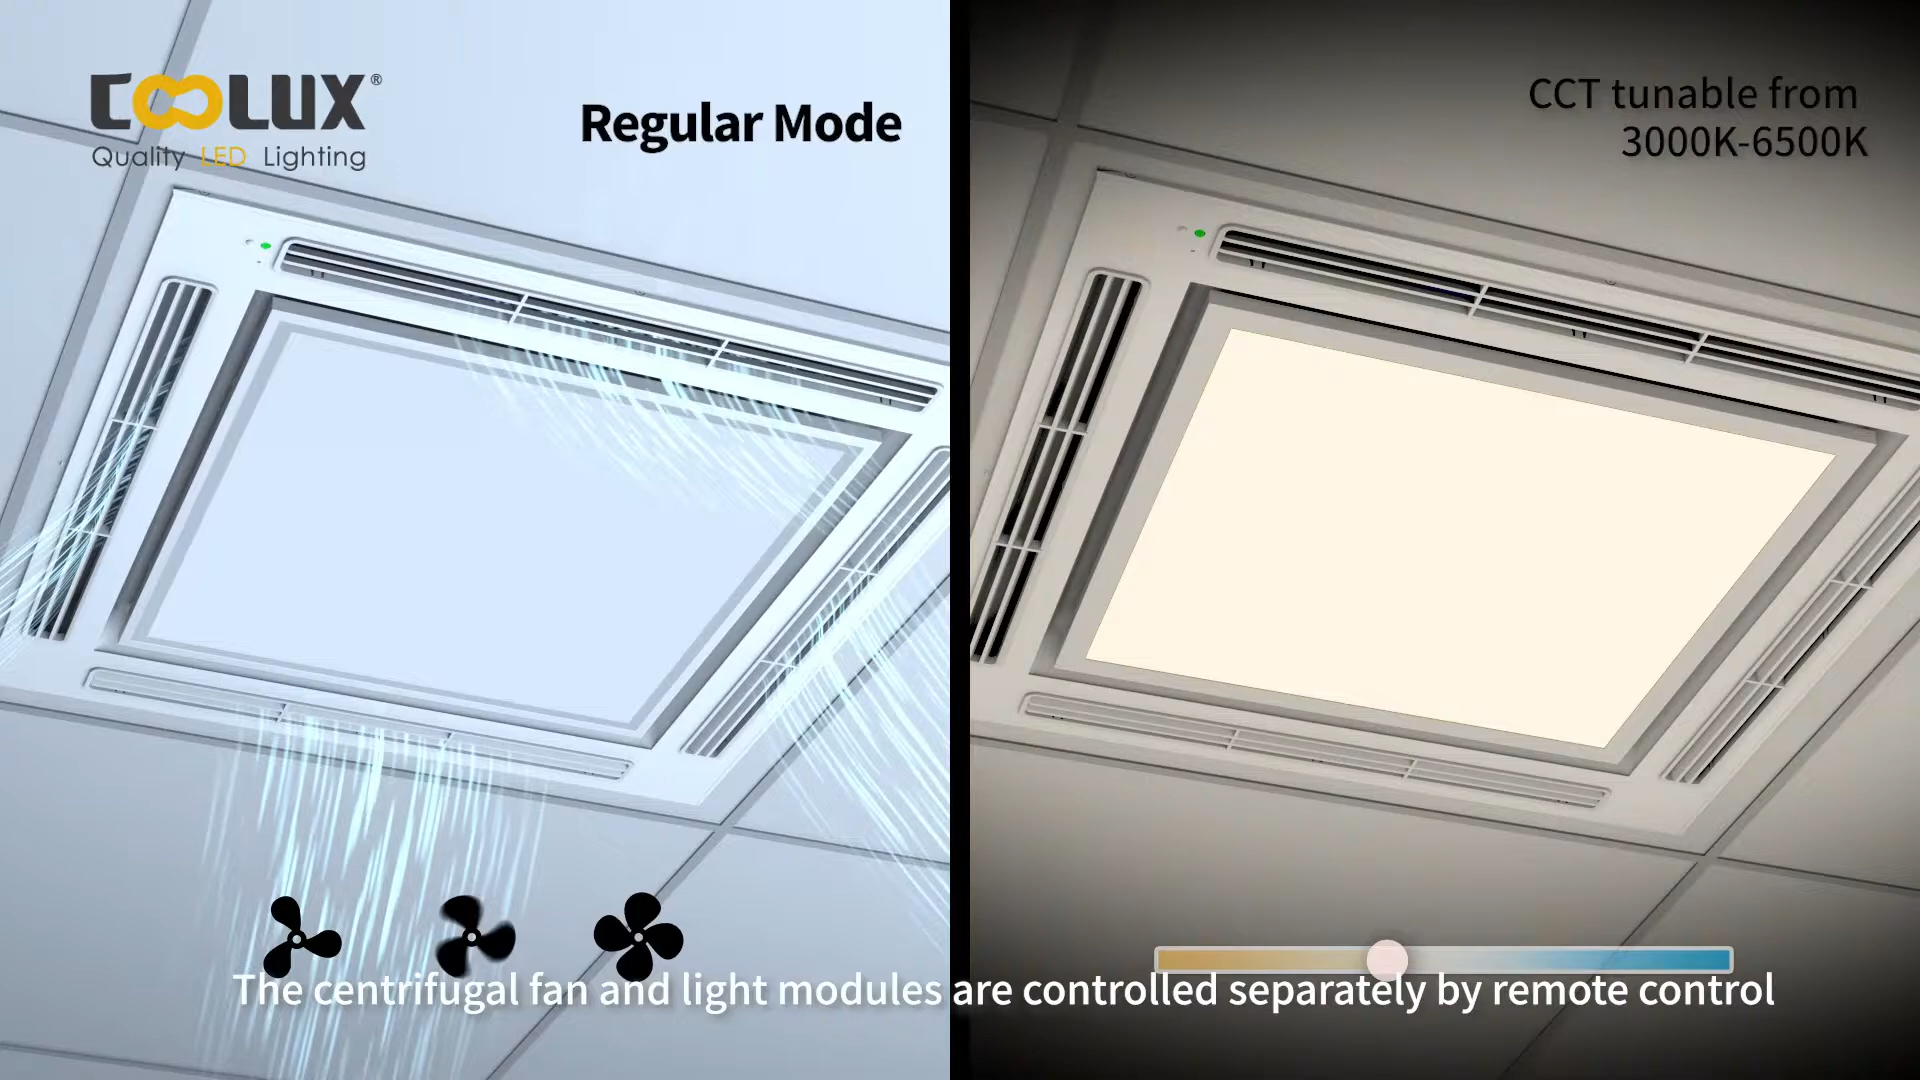 COOLUX®
Quality LED Lighting
Regular Mode
CCT tunable from
3000K-6500K
The centrifugal fan and light modules are controlled separately by remote control